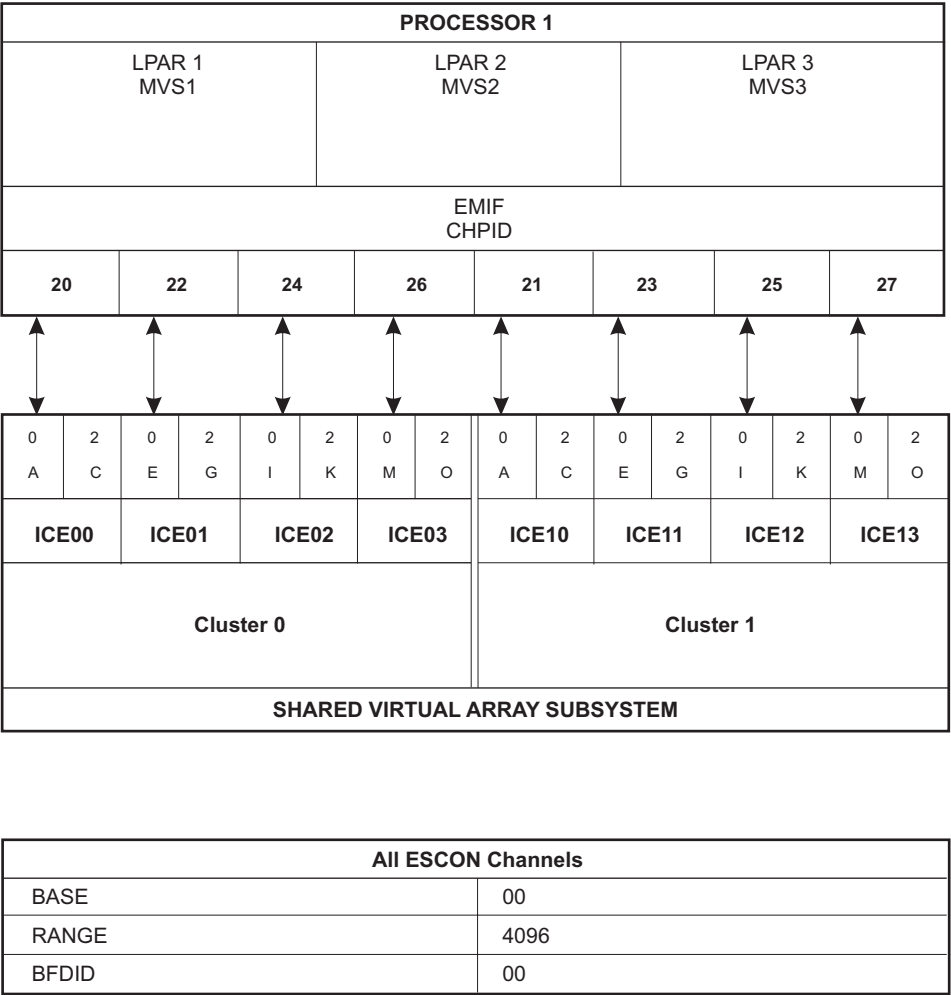 PROCESSOR 1
LPAR 1 LPAR 2 LPAR 3
MVS1 MVS2 MVS3
EMIF
CHPID
20 22 24 26 21 23 25 27
0 2 0 2 0 2 0 2 0 2 0 2 0 2 0 2
A C E G I K M O A C E G I K M O
ICE00 ICE01 ICE02 ICE03 ICE10 ICE11 ICE12 ICE13
Cluster 0 Cluster 1
SHARED VIRTUAL ARRAY SUBSYSTEM
All ESCON Channels
BASE 00
RANGE 4096
BFDID 00